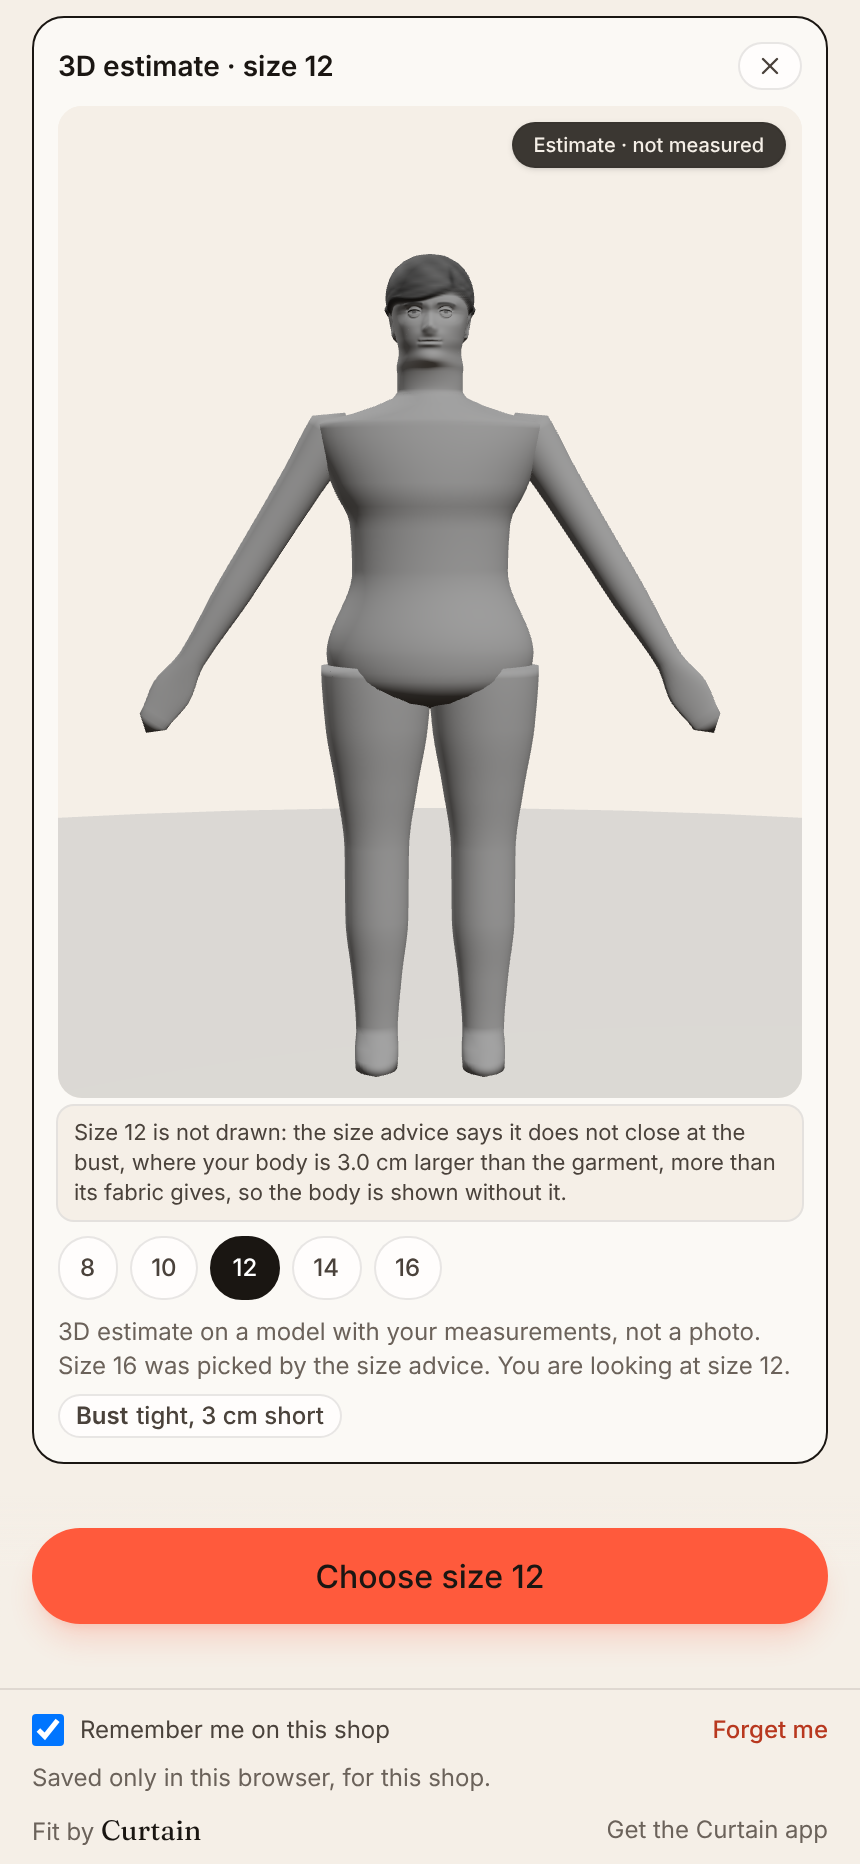 3D estimate · size 12
Estimate · not measured
Size 12 is not drawn: the size advice says it does not close at the
bust, where your body is 3.0 cm larger than the garment, more than
its fabric gives, so the body is shown without it.
8 10 12 14 16
3D estimate on a model with your measurements, not a photo.
Size 16 was picked by the size advice. You are looking at size 12.
Bust tight, 3 cm short
Choose size 12
Remember me on this shop
Forget me
Saved only in this browser, for this shop.
Fit by Curtain
Get the Curtain app